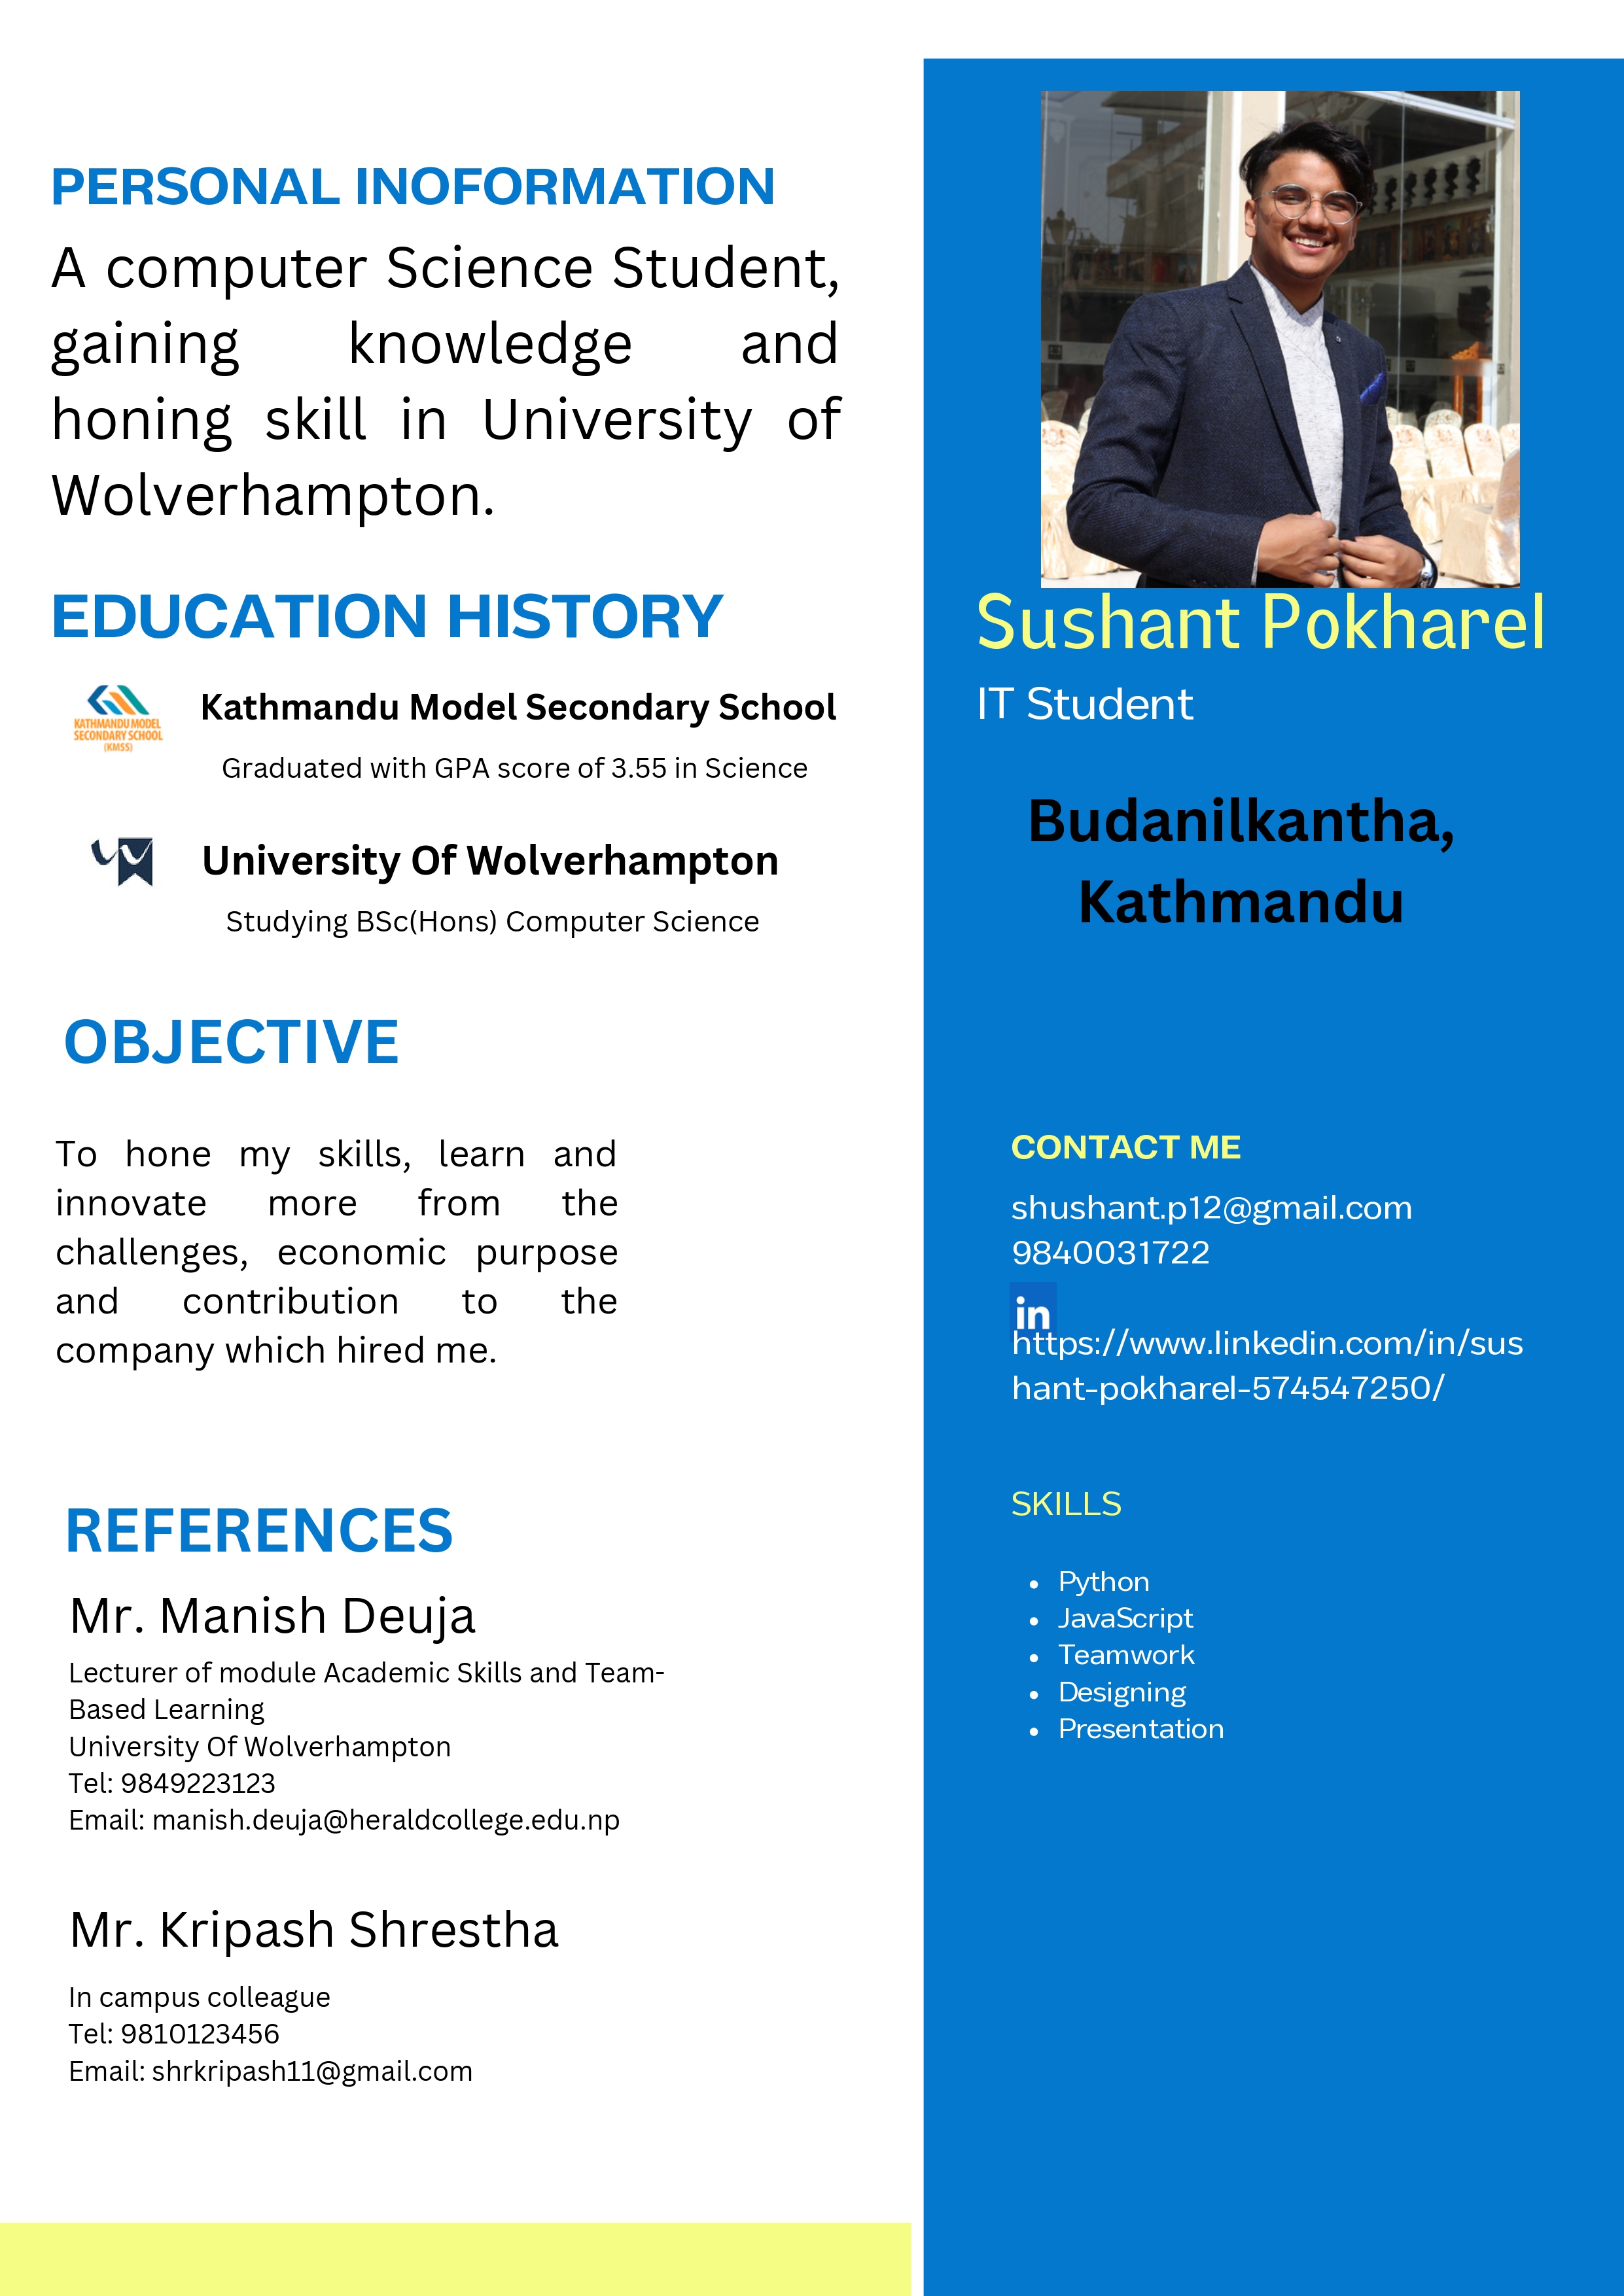 PERSONAL INOFORMATION
A computer Science Student,
gaining knowledge and
honing skill in University of
Wolverhampton.
EDUCATION HISTORY
KATHMANDU MODEL
SECONDARY SCHOOL
(KMSS)
Kathmandu Model Secondary School
Graduated with GPA score of 3.55 in Science
University Of Wolverhampton
Studying BSc(Hons) Computer Science
OBJECTIVE
To hone my skills, learn and
innovate more from the
challenges, economic purpose
and contribution to the
company which hired me.
REFERENCES
Mr. Manish Deuja
Lecturer of module Academic Skills and Team-
Based Learning
University Of Wolverhampton
Tel: 9849223123
Email: manish.deuja@heraldcollege.edu.np
Mr. Kripash Shrestha
In campus colleague
Tel: 9810123456
Email: shrkripash11@gmail.com
Sushant Pokharel
IT Student
Budanilkantha,
Kathmandu
CONTACT ME
shushant.p12@gmail.com
9840031722
in
https://www.linkedin.com/in/sus
hant-pokharel-574547250/
SKILLS
• Python
• JavaScript
• Teamwork
• Designing
• Presentation